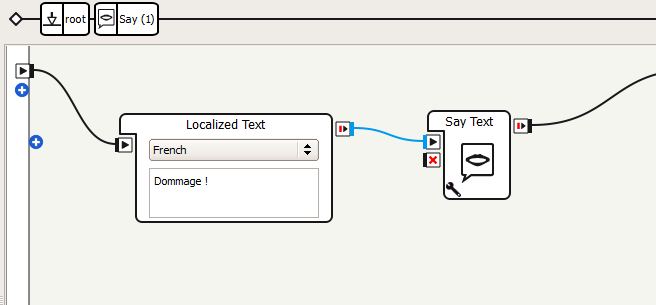 root
Say (1)
Localized Text
French
Dommage !
Say Text